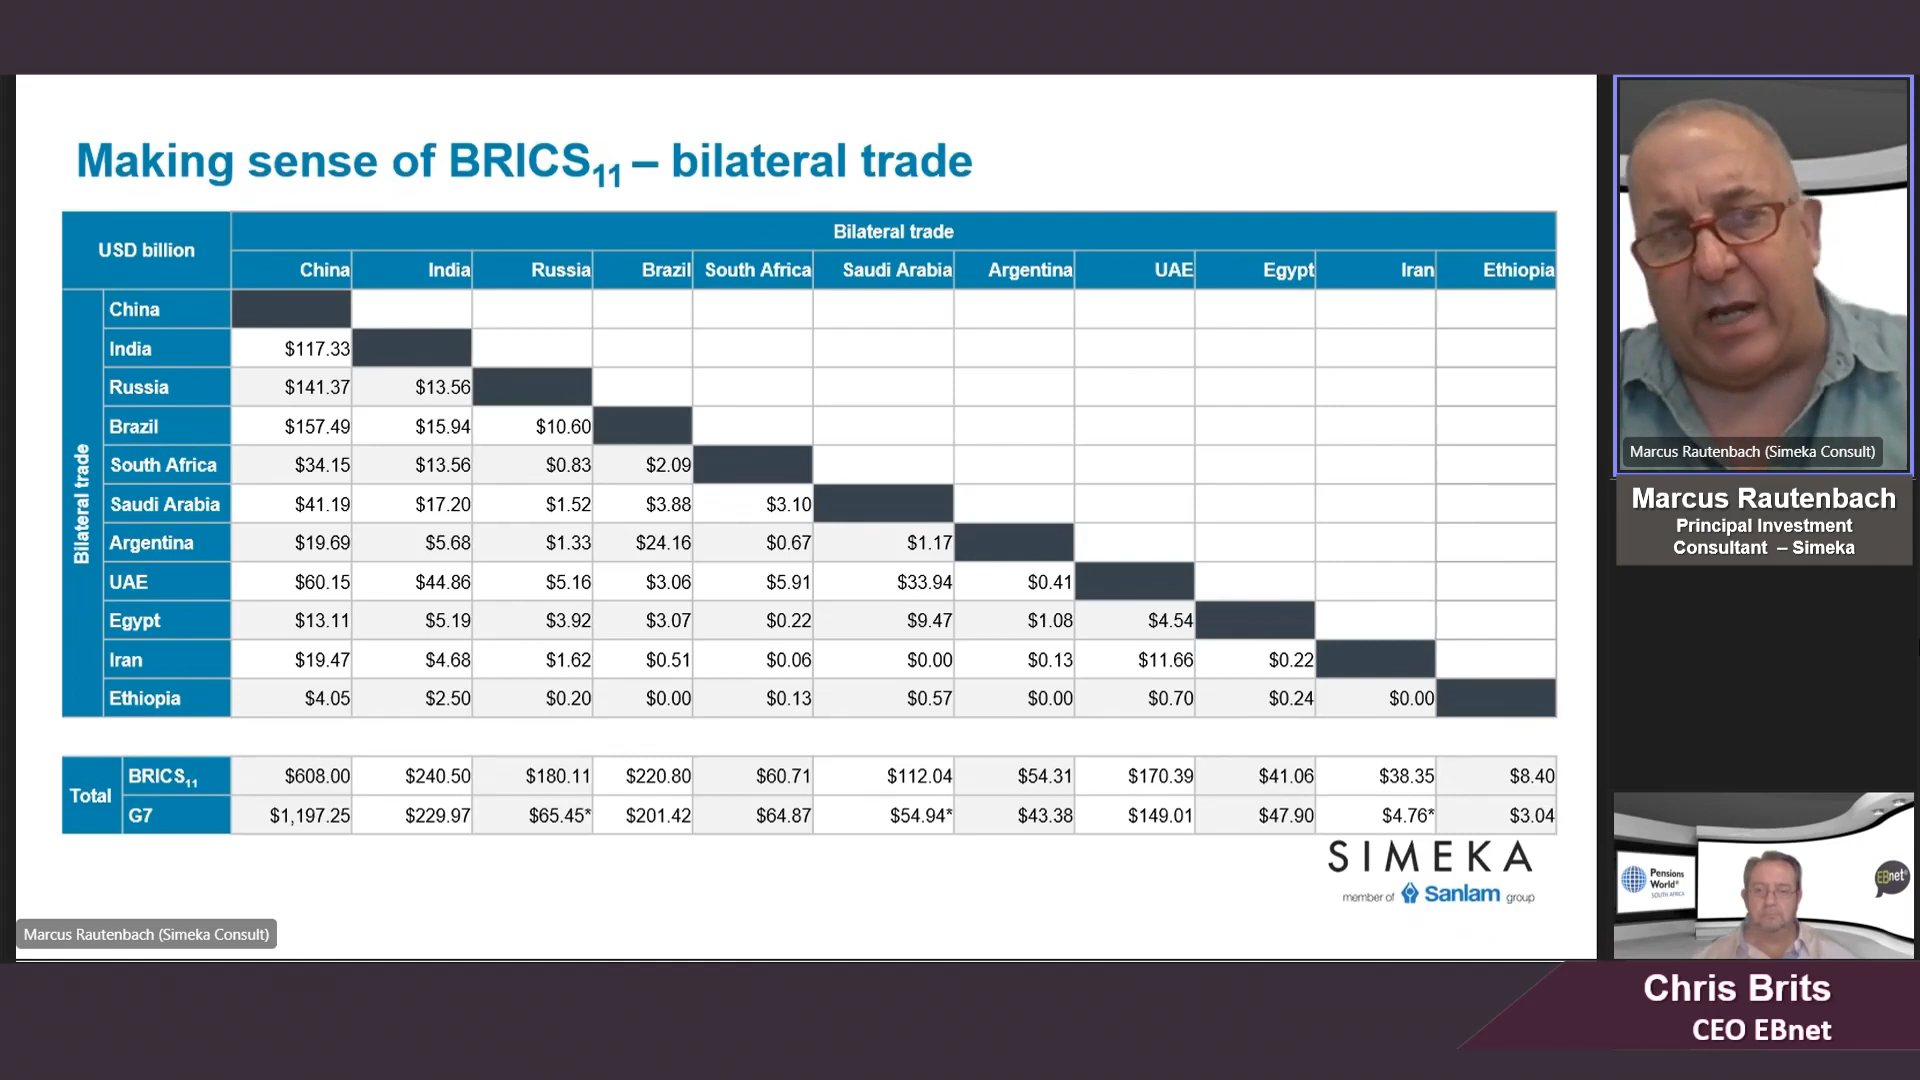 Making sense of BRICS11 – bilateral trade
USD billion
Bilateral trade
China India Russia Brazil South Africa Saudi Arabia Argentina UAE Egypt Iran Ethiopia
Bilateral trade
China
India $117.33
Russia $141.37 $13.56
Brazil $157.49 $15.94 $10.60
South Africa $34.15 $13.56 $0.83 $2.09
Saudi Arabia $41.19 $17.20 $1.52 $3.88 $3.10
Argentina $19.69 $5.68 $1.33 $24.16 $0.67 $1.17
UAE $60.15 $44.86 $5.16 $3.06 $5.91 $33.94 $0.41
Egypt $13.11 $5.19 $3.92 $3.07 $0.22 $9.47 $1.08 $4.54
Iran $19.47 $4.68 $1.62 $0.51 $0.06 $0.00 $0.13 $11.66 $0.22
Ethiopia $4.05 $2.50 $0.20 $0.00 $0.13 $0.57 $0.00 $0.70 $0.24 $0.00
Total
BRICS11 $608.00 $240.50 $180.11 $220.80 $60.71 $112.04 $54.31 $170.39 $41.06 $38.35 $8.40
G7 $1,197.25 $229.97 $65.45* $201.42 $64.87 $54.94* $43.38 $149.01 $47.90 $4.76* $3.04
SIMEKA
member of Sanlam group
Marcus Rautenbach (Simeka Consult)
Marcus Rautenbach (Simeka Consult)
Marcus Rautenbach
Principal Investment
Consultant – Simeka
Pensions
World®
SOUTH AFRICA
EBnet
Chris Brits
CEO EBnet